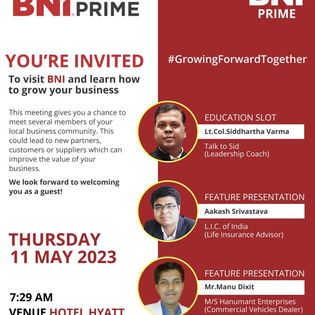 BNI PRIME
BNI
PRIME
YOU'RE INVITED
To visit BNI and learn how
to grow your business
#GrowingForwardTogether
This meeting gives you a chance to
meet several members of your
local business community. This
could lead to new partners,
customers or suppliers which can
improve the value of your
business.
We look forward to welcoming
you as a guest!
EDUCATION SLOT
Lt.Col.Siddhartha Varma
Talk to Sid
(Leadership Coach)
FEATURE PRESENTATION
Aakash Srivastava
L.I.C. of India
(Life Insurance Advisor)
THURSDAY
11 MAY 2023
7:29 AM
VENUE HOTEL HYATT
FEATURE PRESENTATION
Mr.Manu Dixit
M/S Hanumant Enterprises
(Commercial Vehicles Dealer)